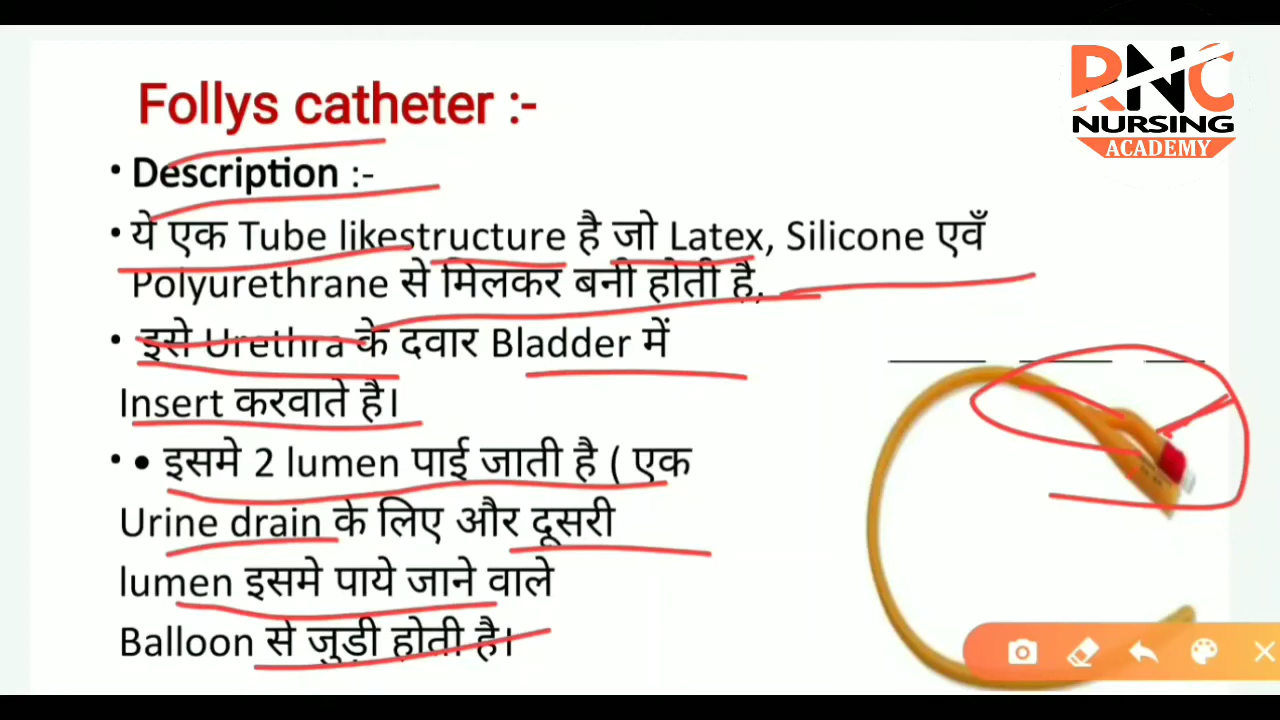 RNC
NURSING
ACADEMY
Follys catheter :-
• Description :-
• ये एक Tube likestructure है जो Latex, Silicone एवँ
Polyurethrane से मिलकर बनी होती है.
• इसे Urethra के दवार Bladder में
Insert करवाते है।
• • इसमे 2 lumen पाई जाती है ( एक
Urine drain के लिए और दूसरी
lumen इसमे पाये जाने वाले
Balloon से जुड़ी होती है।